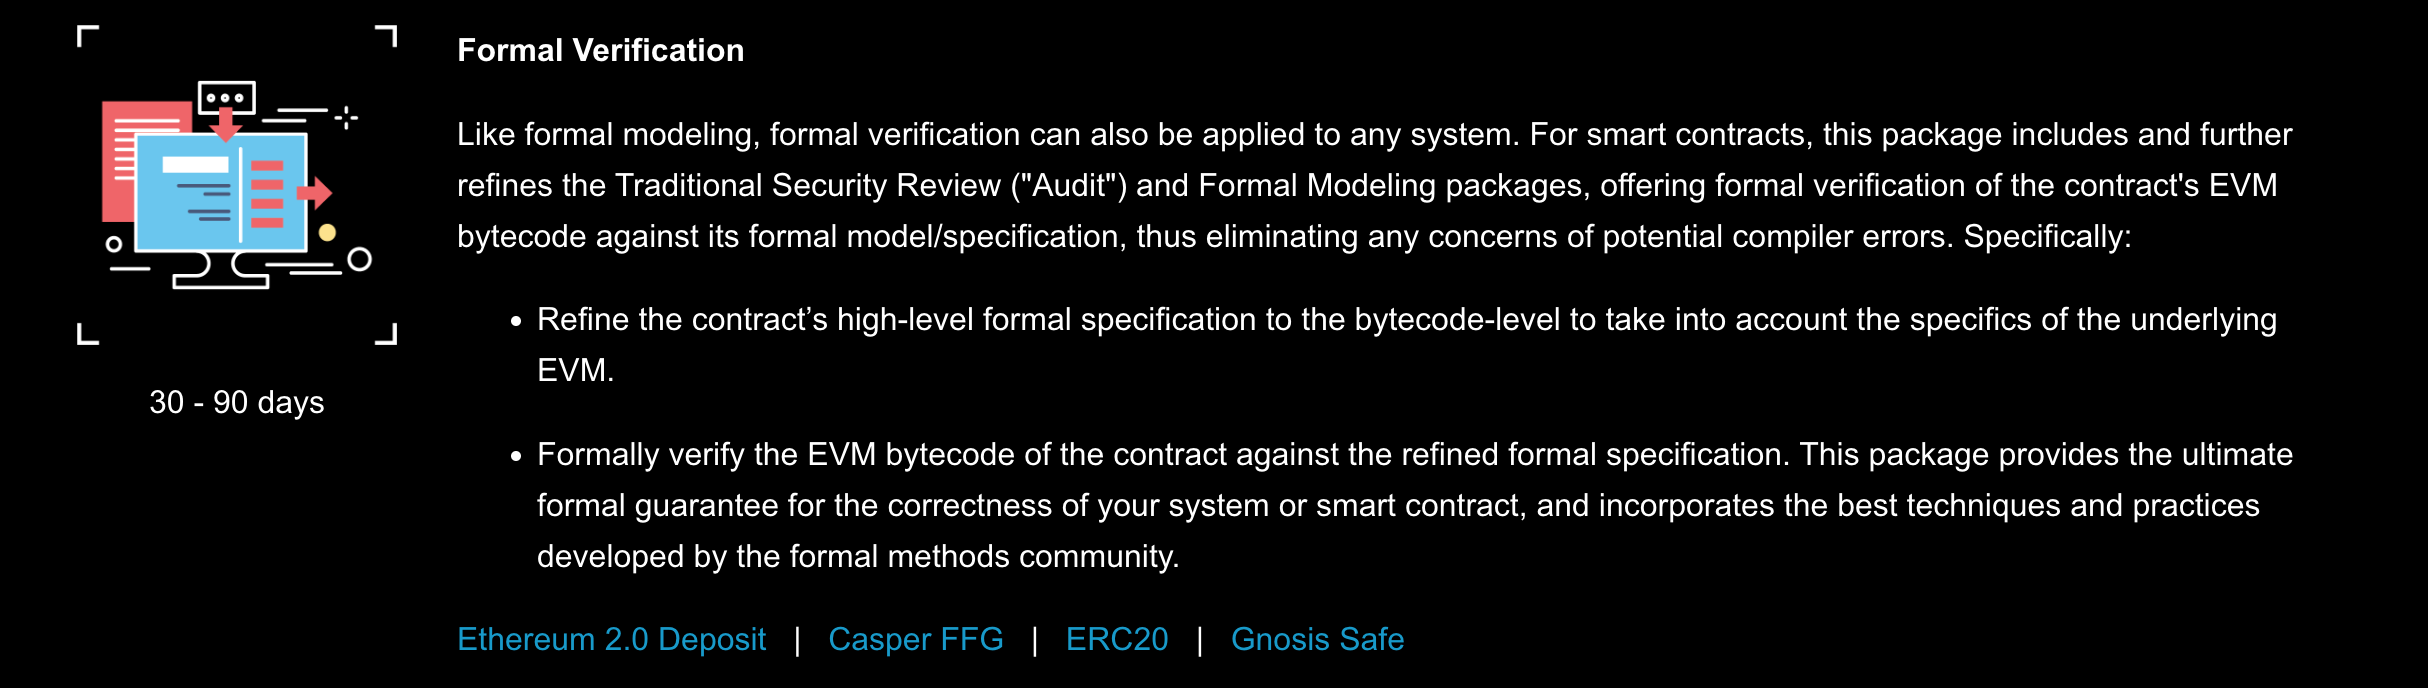 Formal Verification
Like formal modeling, formal verification can also be applied to any system. For smart contracts, this package includes and further
refines the Traditional Security Review ("Audit") and Formal Modeling packages, offering formal verification of the contract's EVM
bytecode against its formal model/specification, thus eliminating any concerns of potential compiler errors. Specifically:
• Refine the contract’s high-level formal specification to the bytecode-level to take into account the specifics of the underlying
EVM.
• Formally verify the EVM bytecode of the contract against the refined formal specification. This package provides the ultimate
formal guarantee for the correctness of your system or smart contract, and incorporates the best techniques and practices
developed by the formal methods community.
Ethereum 2.0 Deposit | Casper FFG | ERC20 | Gnosis Safe
30 - 90 days